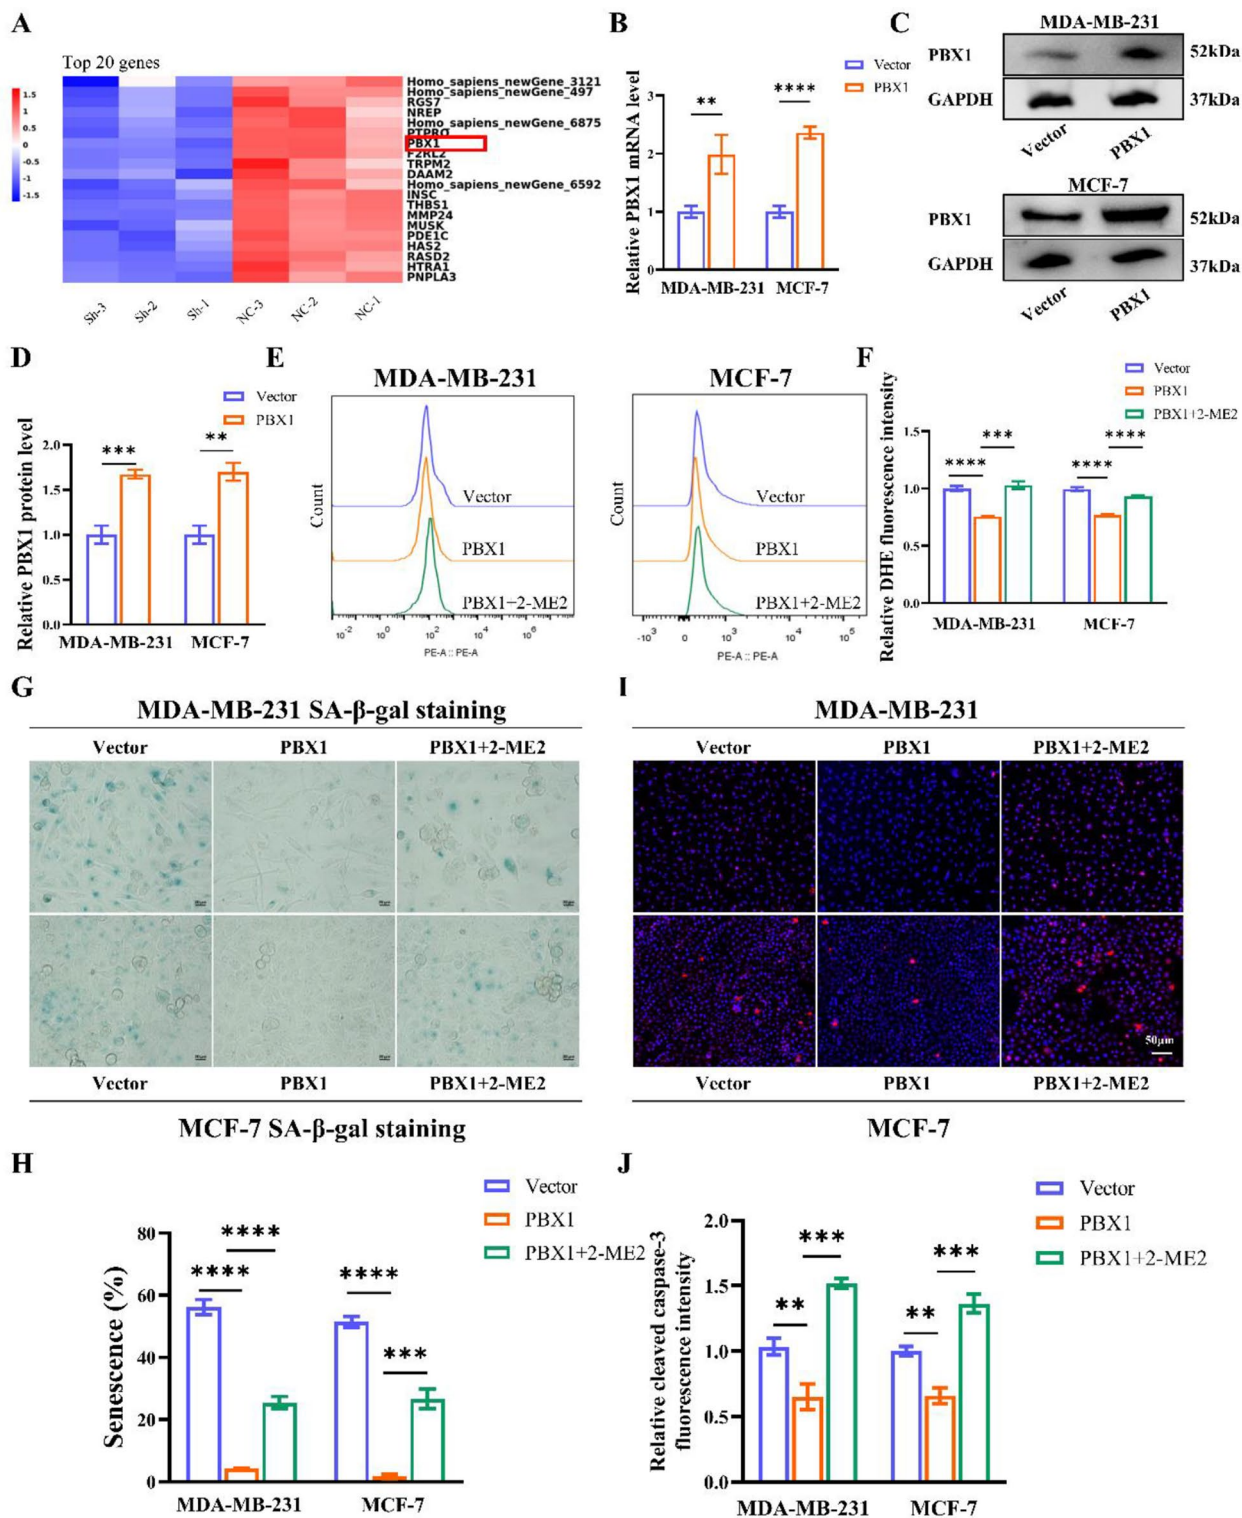 A
Top 20 genes
1.5
1
0.5
0
-0.5
-1
-1.5
Homo_sapiens_newGene_3121
Homo_sapiens_newGene_497
RGS7
NREP
Homo_sapiens_newGene_6875
PTPRO
PBX1
F2RL2
TRPM2
DAAM2
Homo_sapiens_newGene_6592
INSC
THBS1
MMP24
MUSK
PDE1C
HAS2
RASD2
HTRA1
PNPLA3
Sh-3 Sh-2 Sh-1 NC-3 NC-2 NC-1
B
Vector
PBX1
Relative PBX1 mRNA level
3
2
1
0
** ****
MDA-MB-231 MCF-7
C
MDA-MB-231
PBX1 52kDa
GAPDH 37kDa
Vector PBX1
MCF-7
PBX1 52kDa
GAPDH 37kDa
Vector PBX1
D
Vector
PBX1
Relative PBX1 protein level
2.0
1.5
1.0
0.5
0.0
*** **
MDA-MB-231 MCF-7
E
MDA-MB-231 MCF-7
Count
Vector
PBX1
PBX1+2-ME2
10-2 100 102 104 106
PE-A :: PE-A
Count
Vector
PBX1
PBX1+2-ME2
-103 0 103 104 105
PE-A :: PE-A
F
Vector
PBX1
PBX1+2-ME2
Relative DHE fluorescence intensity
1.5
1.0
0.5
0.0
**** *** **** ****
MDA-MB-231 MCF-7
G
MDA-MB-231 SA-β-gal staining
Vector PBX1 PBX1+2-ME2
Vector PBX1 PBX1+2-ME2
MCF-7 SA-β-gal staining
I
MDA-MB-231
Vector PBX1 PBX1+2-ME2
50μm
Vector PBX1 PBX1+2-ME2
MCF-7
H
Vector
PBX1
PBX1+2-ME2
Senescence (%)
80
60
40
20
0
**** **** **** ***
MDA-MB-231 MCF-7
J
Vector
PBX1
PBX1+2-ME2
Relative cleaved caspase-3
fluorescence intensity
2.0
1.5
1.0
0.5
0.0
** *** ** ***
MDA-MB-231 MCF-7